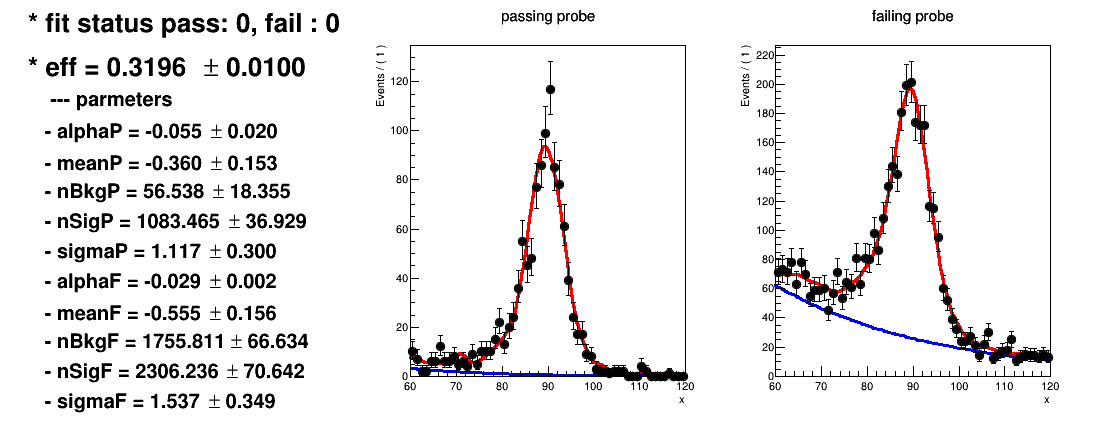 * fit status pass: 0, fail : 0
* eff = 0.3196 ± 0.0100
--- parmeters
- alphaP = -0.055 ± 0.020
- meanP = -0.360 ± 0.153
- nBkgP = 56.538 ± 18.355
- nSigP = 1083.465 ± 36.929
- sigmaP = 1.117 ± 0.300
- alphaF = -0.029 ± 0.002
- meanF = -0.555 ± 0.156
- nBkgF = 1755.811 ± 66.634
- nSigF = 2306.236 ± 70.642
- sigmaF = 1.537 ± 0.349
passing probe
Events / ( 1 )
120
100
80
60
40
20
0
60 70 80 90 100 110 120
x
failing probe
Events / ( 1 )
220
200
180
160
140
120
100
80
60
40
20
0
60 70 80 90 100 110 120
x